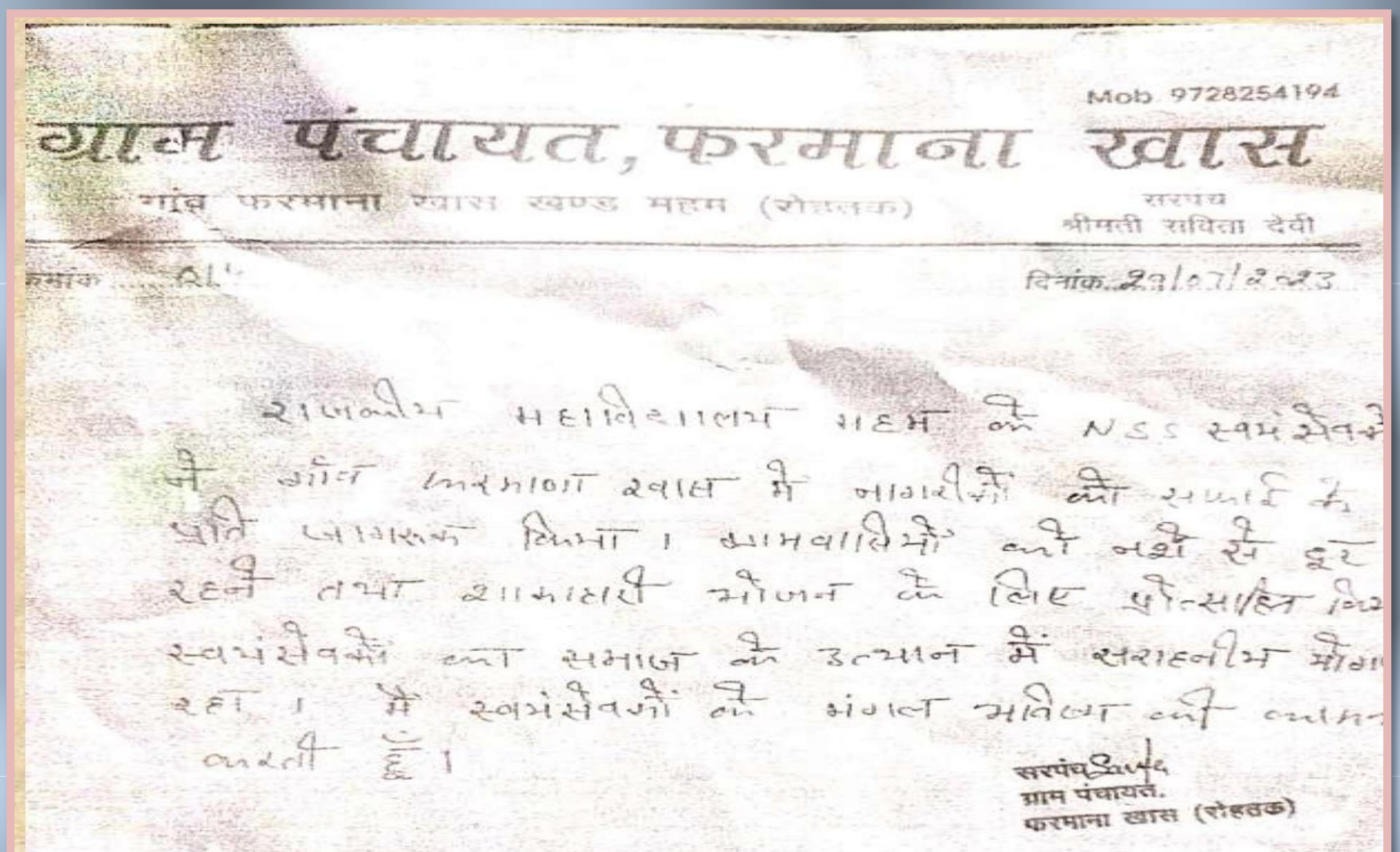 Mob 9728254194
ग्राम पंचायत, फरमाना खास
गांव फरमाना खास खण्ड महम (रोहतक)
सरपंच
श्रीमती सविता देवी
क्रमांक
दिनांक 29/07/2023
राजकीय महाविद्यालय महम के NSS स्वयंसेवको
ने गाँव फरमाना खास में नागरीकों को सफाई के
प्रति जागरूक किया । ग्रामवासियों को नशे से दूर
रहने तथा शाकाहारी भोजन के लिए प्रोत्साहित कि
स्वयंसेवकों का समाज के उत्थान में सराहनीय योग
रहा । मैं स्वयंसेवकों के मंगल भविष्य की कामन
करती हूँ ।
सरपंच
ग्राम पंचायत.
फरमाना खास (रोहतक)